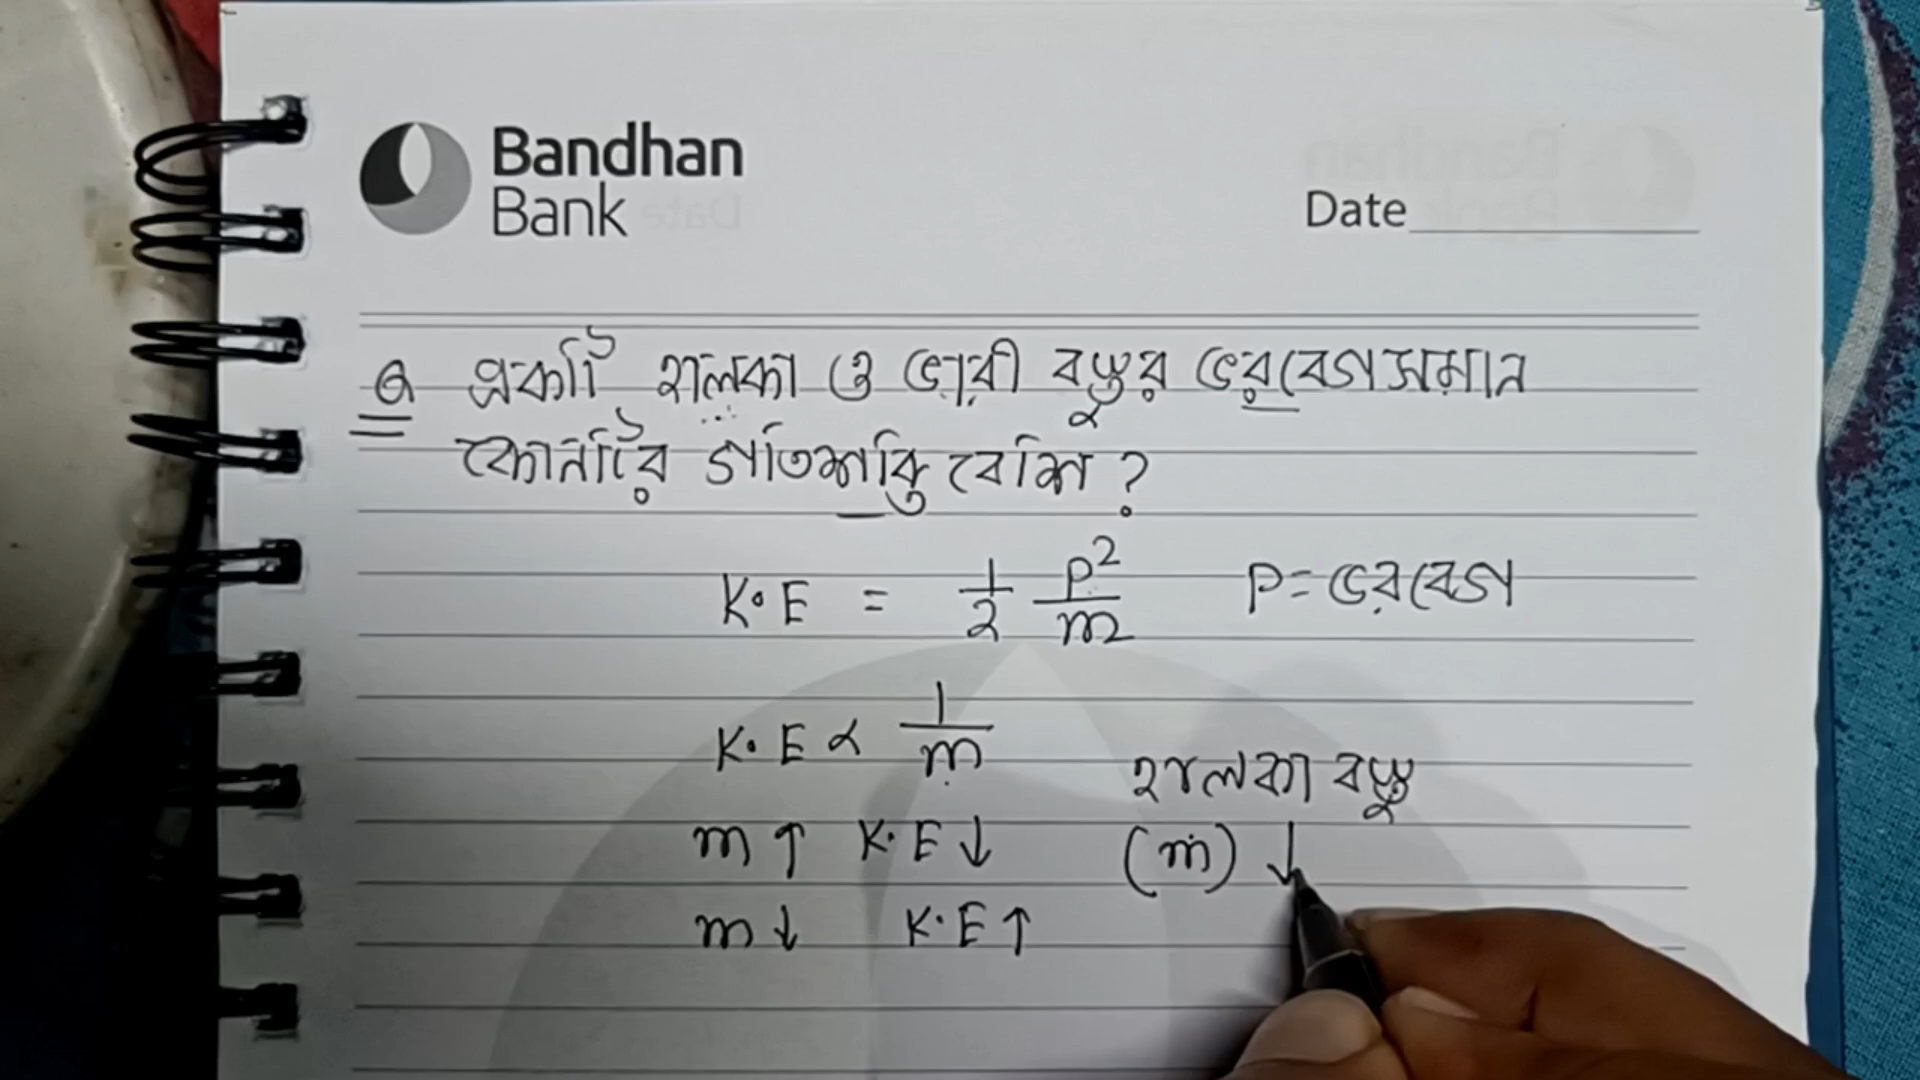 Bandhan
Bank
Date
Q একটি হালকা ও ভারী বস্তুর ভরবেগ সমান
কোনটির গতিশক্তি বেশি ?
K.E = 1/2 P²/m P = ভরবেগ
K.E ∝ 1/m
হালকা বস্তু
m ↑ K.E ↓ (m) ↓
m ↓ K.E ↑